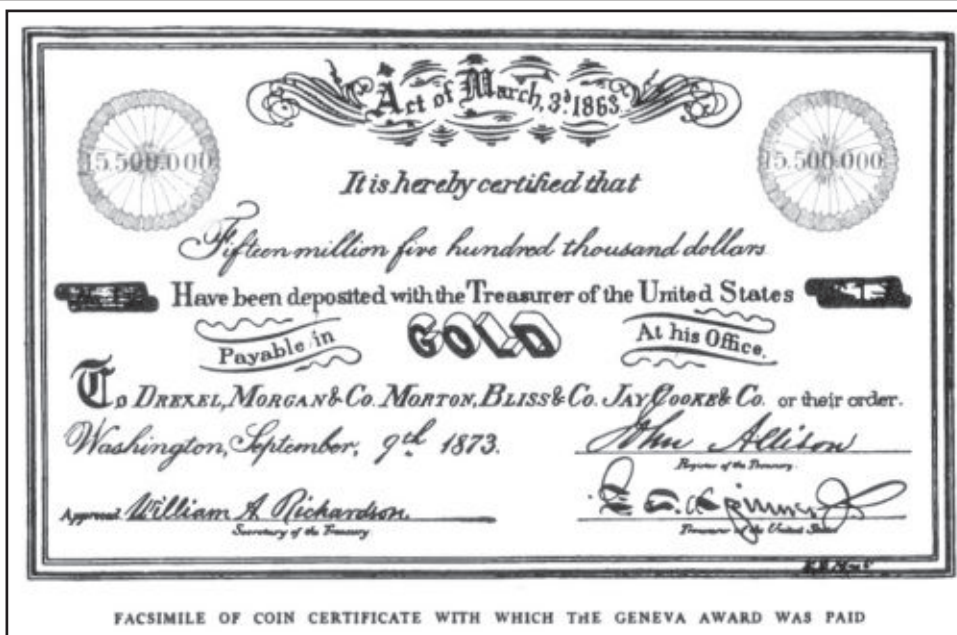 Act of March, 3d. 1863.
15.500.000 15.500.000
It is hereby certified that
Fifteen million five hundred thousand dollars
Have been deposited with the Treasurer of the United States
Payable in GOLD At his Office.
To DREXEL, MORGAN & CO. MORTON, BLISS & CO. JAY COOKE & CO. or their order.
Washington, September, 9th. 1873. John Allison
Register of the Treasury.
Approved William A Richardson.
Secretary of the Treasury Treasurer of the United States
FACSIMILE OF COIN CERTIFICATE WITH WHICH THE GENEVA AWARD WAS PAID